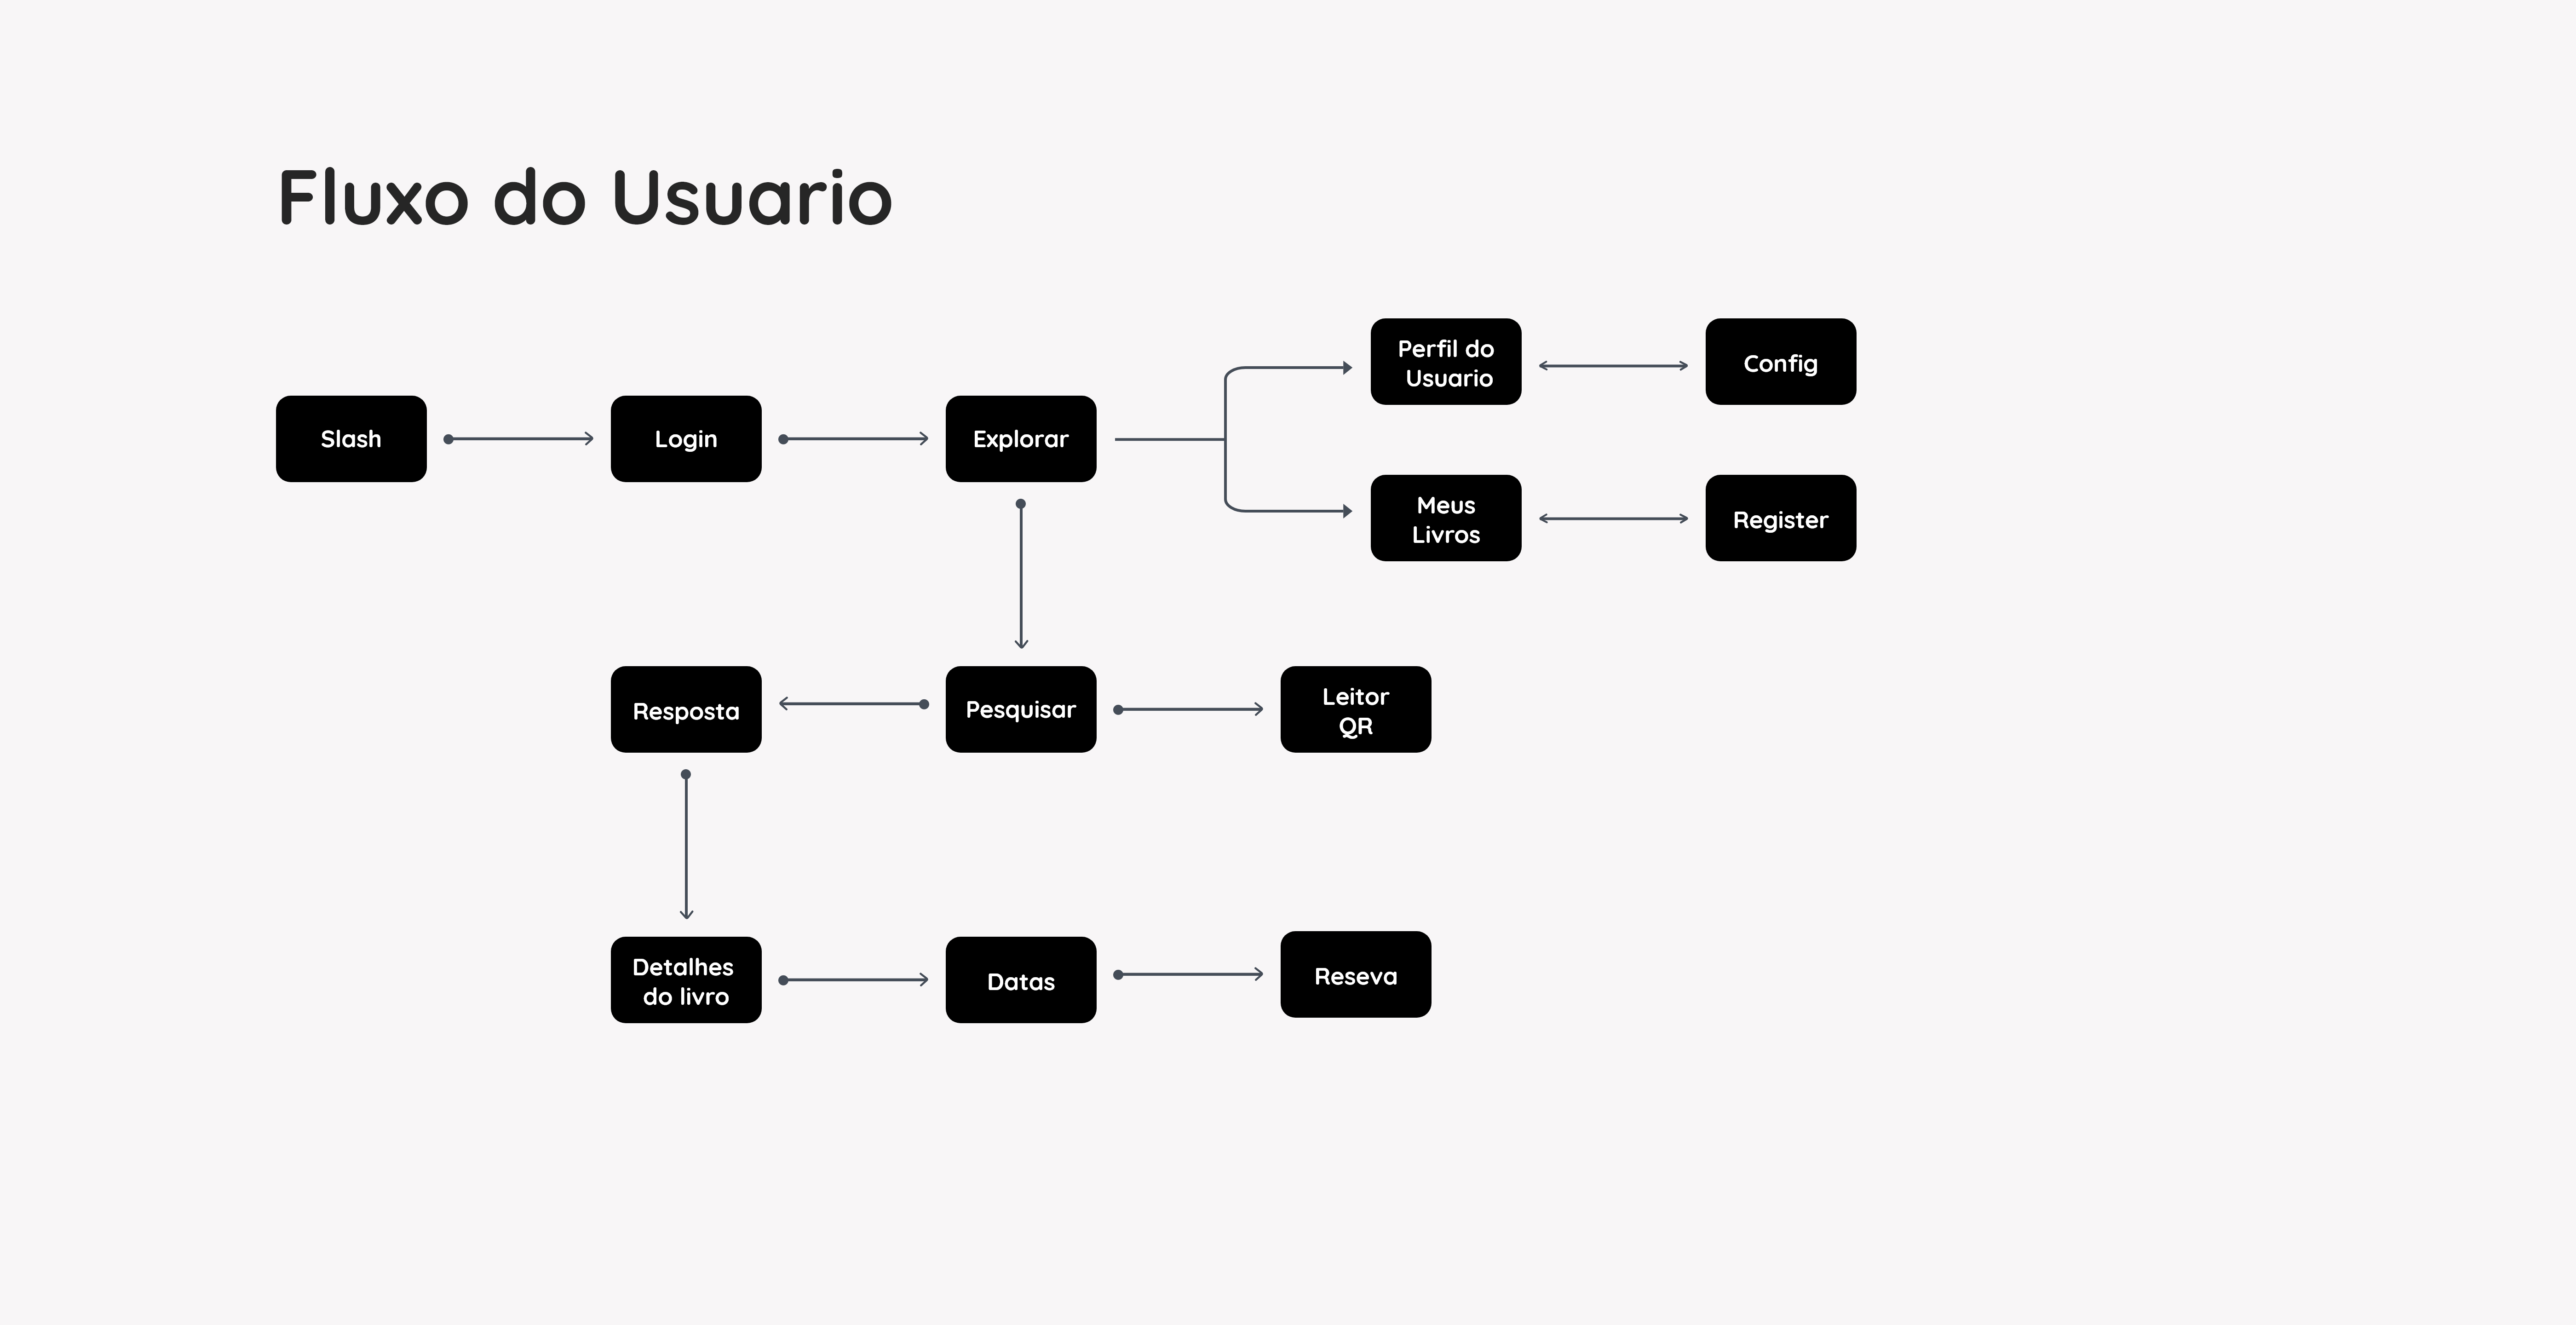 Fluxo do Usuario
Perfil do
Usuario
Config
Slash
Login
Explorar
Meus
Livros
Register
Resposta
Pesquisar
Leitor
QR
Detalhes
do livro
Datas
Reseva